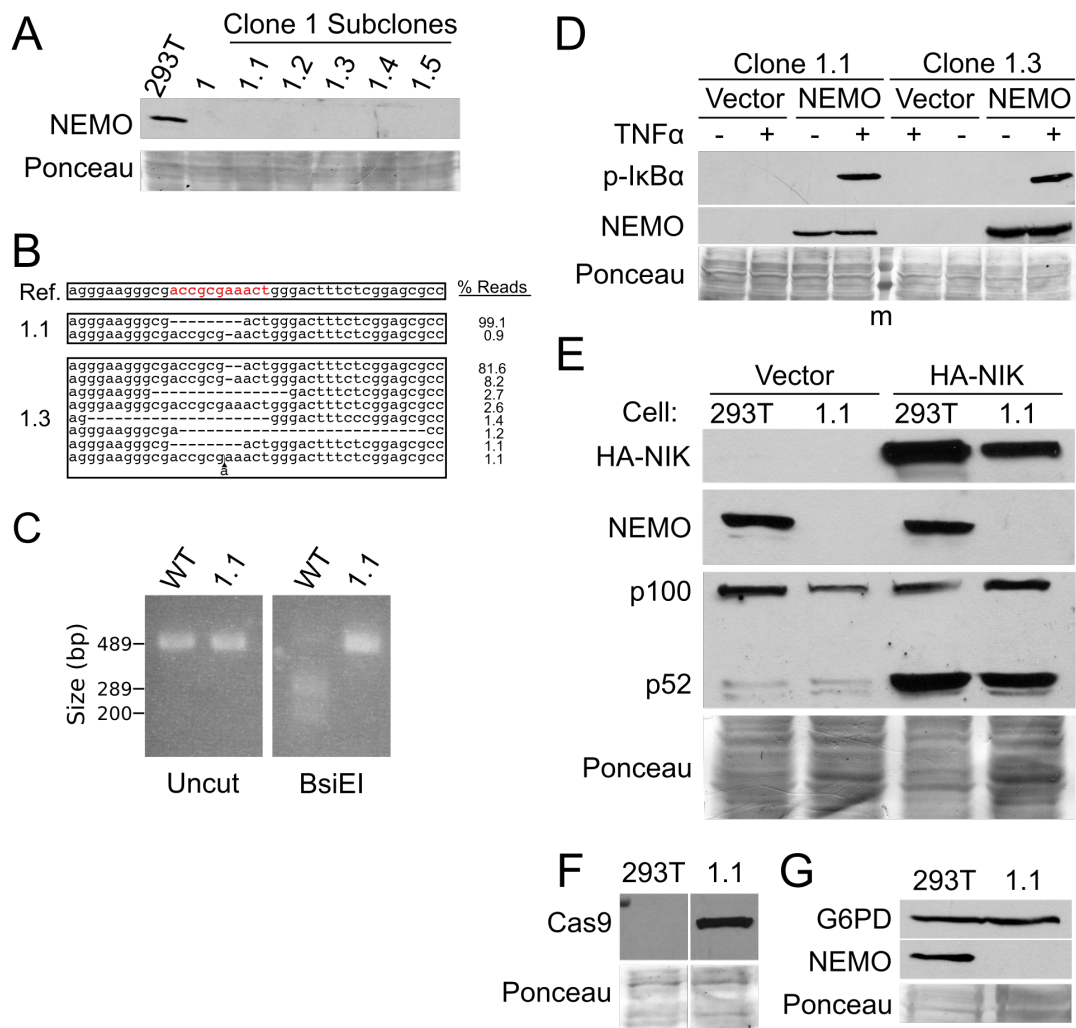 A
Clone 1 Subclones
293T 1 1.1 1.2 1.3 1.4 1.5
NEMO
Ponceau
B
% Reads
Ref. agggaagggcgaccgcgaaactgggactttctcggagcgcc
1.1
agggaagggcg--------actgggactttctcggagcgcc 99.1
agggaagggcgaccgcg-aactgggactttctcggagcgcc 0.9
1.3
agggaagggcgaccgcg--actgggactttctcggagcgcc 81.6
agggaagggcgaccgcg-aactgggactttctcggagcgcc 8.2
agggaaggg---------------gactttctcggagcgcc 2.7
agggaagggcgaccgcgaaactgggactttctcggagcgcc 2.6
ag--------------------gggactttcccggagcgcc 1.4
agggaagggcga---------------------------cc 1.2
agggaagggcg--------actgggactttctcggagcgcc 1.1
agggaagggcgaccgcgaaactgggactttctcggagcgcc 1.1
a
C
WT 1.1 WT 1.1
Size (bp)
489
289
200
Uncut BsiEI
D
Clone 1.1 Clone 1.3
Vector NEMO Vector NEMO
TNFα - + - + + - - +
p-IκBα
NEMO
Ponceau
m
E
Vector HA-NIK
Cell: 293T 1.1 293T 1.1
HA-NIK
NEMO
p100
p52
Ponceau
F
293T 1.1
Cas9
Ponceau
G
293T 1.1
G6PD
NEMO
Ponceau